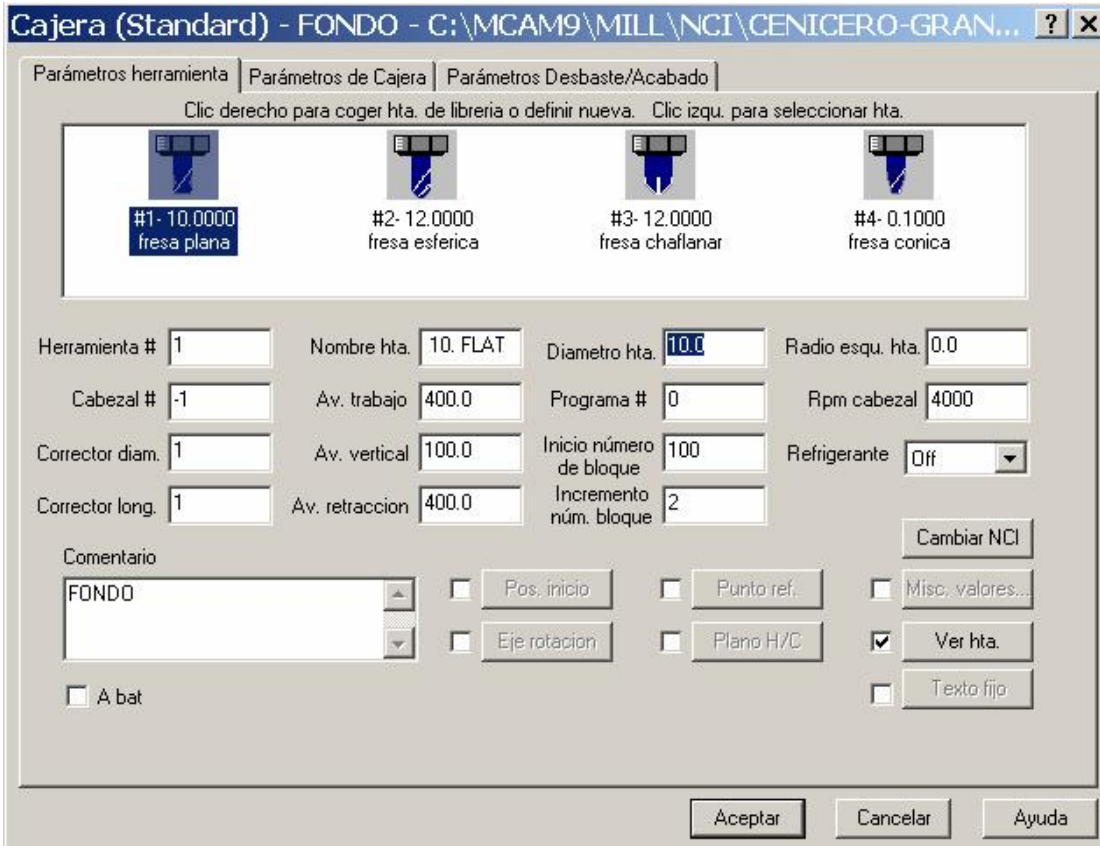 Cajera (Standard) - FONDO - C:\MCAM9\MILL\NCI\CENICERO-GRAN...
Parámetros herramienta Parámetros de Cajera Parámetros Desbaste/Acabado
Clic derecho para coger hta. de libreria o definir nueva. Clic izqu. para seleccionar hta.
#1- 10.0000 #2- 12.0000 #3- 12.0000 #4- 0.1000
fresa plana fresa esferica fresa chaflanar fresa conica
Herramienta # 1 Nombre hta. 10. FLAT Diametro hta. 10.0 Radio esqu. hta. 0.0
Cabezal # -1 Av. trabajo 400.0 Programa # 0 Rpm cabezal 4000
Corrector diam. 1 Av. vertical 100.0 Inicio número de bloque 100 Refrigerante Off
Corrector long. 1 Av. retraccion 400.0 Incremento núm. bloque 2
Cambiar NCI
Comentario
FONDO Pos. inicio Punto ref. Misc. valores...
Eje rotacion Plano H/C Ver hta.
A bat Texto fijo
Aceptar Cancelar Ayuda